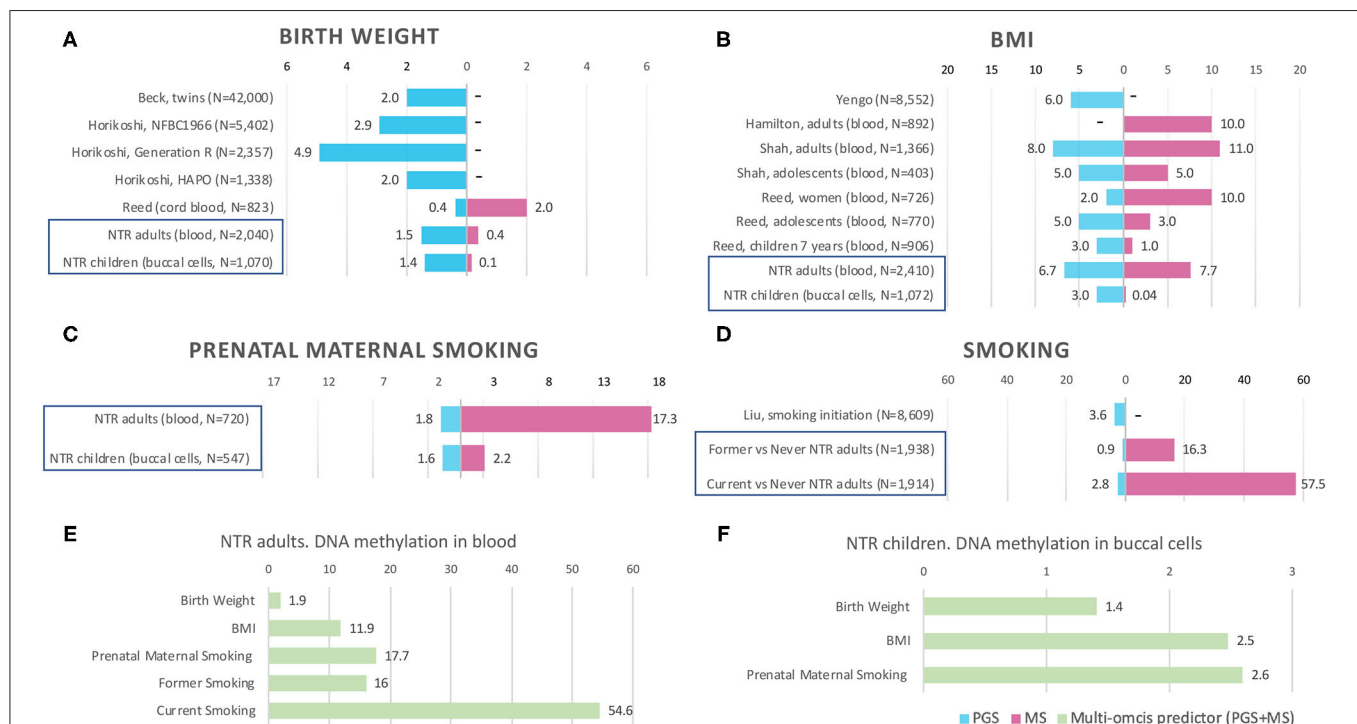 A
BIRTH WEIGHT
6 4 2 0 2 4 6
Beck, twins (N=42,000) 2.0 -
Horikoshi, NFBC1966 (N=5,402) 2.9 -
Horikoshi, Generation R (N=2,357) 4.9 -
Horikoshi, HAPO (N=1,338) 2.0 -
Reed (cord blood, N=823) 0.4 2.0
NTR adults (blood, N=2,040) 1.5 0.4
NTR children (buccal cells, N=1,070) 1.4 0.1
B
BMI
20 15 10 5 0 5 10 15 20
Yengo (N=8,552) 6.0 -
Hamilton, adults (blood, N=892) - 10.0
Shah, adults (blood, N=1,366) 8.0 11.0
Shah, adolescents (blood, N=403) 5.0 5.0
Reed, women (blood, N=726) 2.0 10.0
Reed, adolescents (blood, N=770) 5.0 3.0
Reed, children 7 years (blood, N=906) 3.0 1.0
NTR adults (blood, N=2,410) 6.7 7.7
NTR children (buccal cells, N=1,072) 3.0 0.04
C
PRENATAL MATERNAL SMOKING
17 12 7 2 3 8 13 18
NTR adults (blood, N=720) 1.8 17.3
NTR children (buccal cells, N=547) 1.6 2.2
D
SMOKING
60 40 20 0 20 40 60
Liu, smoking initiation (N=8,609) 3.6 -
Former vs Never NTR adults (N=1,938) 0.9 16.3
Current vs Never NTR adults (N=1,914) 2.8 57.5
E
NTR adults. DNA methylation in blood
0 10 20 30 40 50 60
Birth Weight 1.9
BMI 11.9
Prenatal Maternal Smoking 17.7
Former Smoking 16
Current Smoking 54.6
F
NTR children. DNA methylation in buccal cells
0 1 2 3
Birth Weight 1.4
BMI 2.5
Prenatal Maternal Smoking 2.6
PGS MS Multi-omcis predictor (PGS+MS)